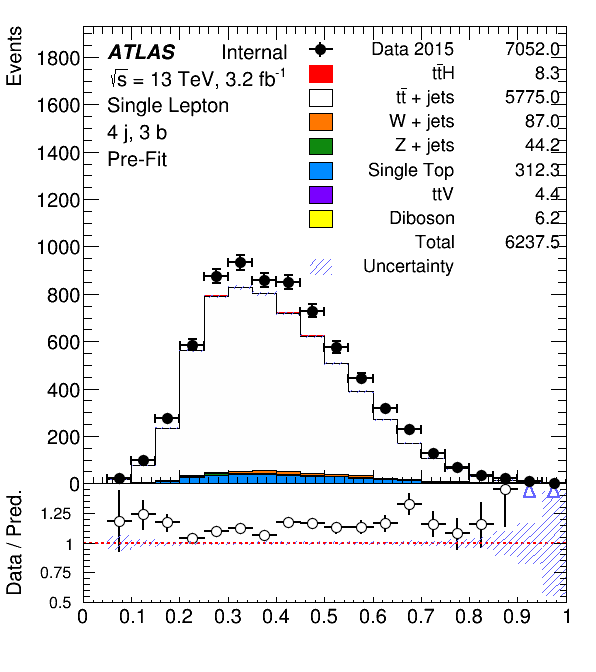 Events
ATLAS Internal
√s = 13 TeV, 3.2 fb⁻¹
Single Lepton
4 j, 3 b
Pre-Fit
Data 2015 7052.0
tt̄H 8.3
tt̄ + jets 5775.0
W + jets 87.0
Z + jets 44.2
Single Top 312.3
ttV 4.4
Diboson 6.2
Total 6237.5
Uncertainty
1800
1600
1400
1200
1000
800
600
400
200
0
Data / Pred.
1.25
1
0.75
0.5
0 0.1 0.2 0.3 0.4 0.5 0.6 0.7 0.8 0.9 1